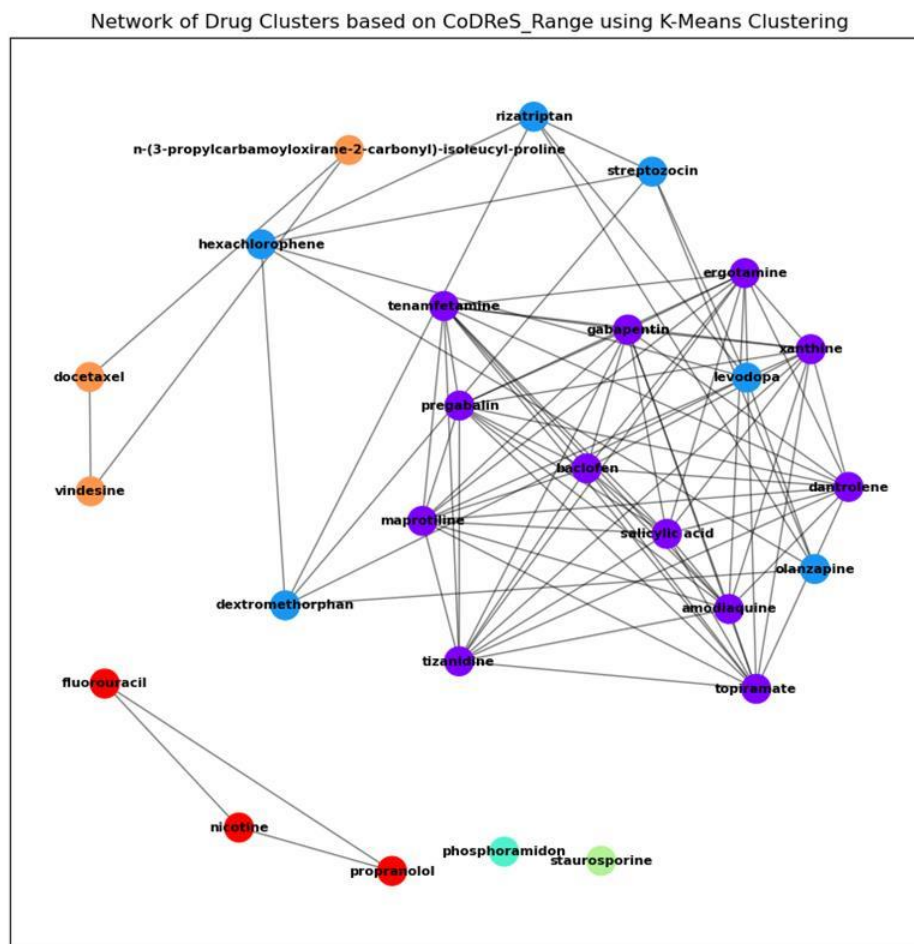 Network of Drug Clusters based on CoDReS_Range using K-Means Clustering
rizatriptan
n-(3-propylcarbamoyloxirane-2-carbonyl)-isoleucyl-proline
streptozocin
hexachlorophene
ergotamine
tenamfetamine
gabapentin
xanthine
docetaxel
levodopa
pregabalin
baclofen
vindesine
dantrolene
maprotiline
salicylic acid
olanzapine
dextromethorphan
amodiaquine
tizanidine
fluorouracil
topiramate
nicotine
phosphoramidon
staurosporine
propranolol